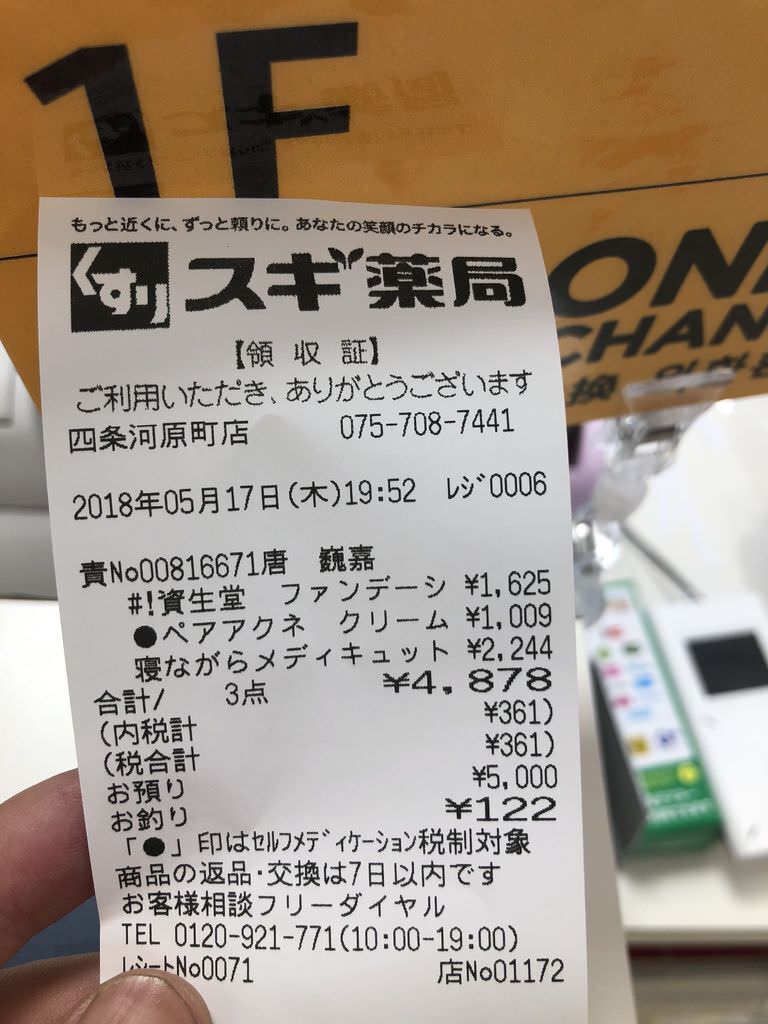 1F
ON
CHAN
換
もっと近くに、ずっと頼りに。あなたの笑顔のチカラになる。
くすり スギ薬局
【領 収 証】
ご利用いただき、ありがとうございます
四条河原町店 075-708-7441
2018年05月17日(木)19:52 ﾚｼﾞ0006
責No00816671唐 巍嘉
#!資生堂 ファンデーシ ¥1,625
●ペアアクネ クリーム ¥1,009
寝ながらメディキュット ¥2,244
合計/ 3点 ¥4,878
(内税計 ¥361)
(税合計 ¥361)
お預り ¥5,000
お釣り ¥122
「●」印はｾﾙﾌﾒﾃﾞｨｹｰｼｮﾝ税制対象
商品の返品・交換は7日以内です
お客様相談フリーダイヤル
TEL 0120-921-771(10:00-19:00)
ﾚｼｰﾄNo0071 店No01172